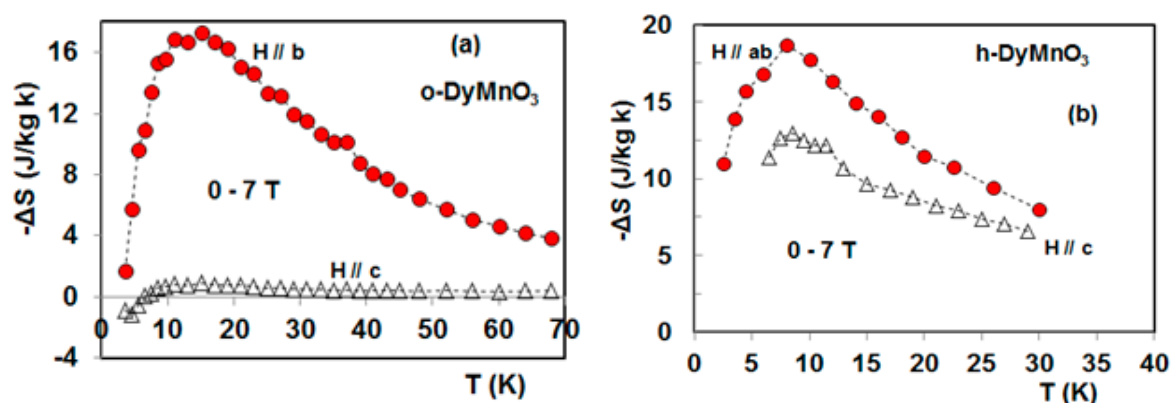 (a)
H // b
o-DyMnO₃
0 - 7 T
H // c
-ΔS (J/kg k)
16
12
8
4
0
-4
0 10 20 30 40 50 60 70
T (K)
H // ab
h-DyMnO₃
(b)
0 - 7 T
H // c
-ΔS (J/kg k)
20
15
10
5
0
0 5 10 15 20 25 30 35 40
T (K)